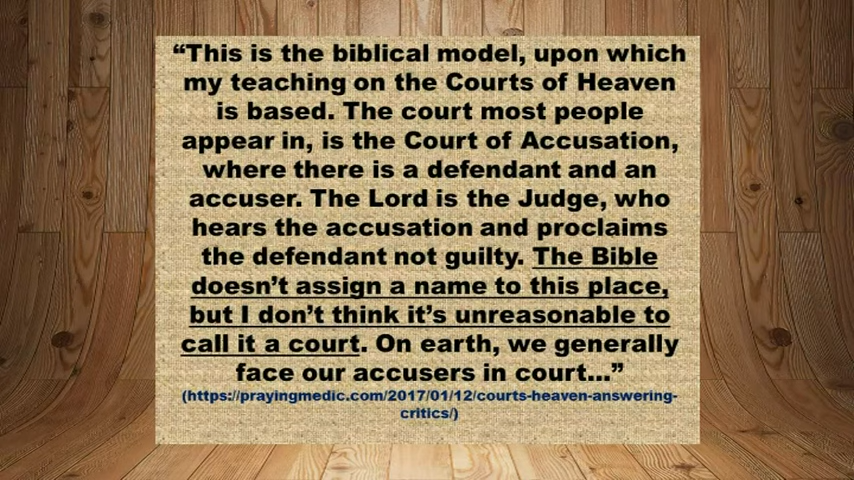 “This is the biblical model, upon which
my teaching on the Courts of Heaven
is based. The court most people
appear in, is the Court of Accusation,
where there is a defendant and an
accuser. The Lord is the Judge, who
hears the accusation and proclaims
the defendant not guilty. The Bible
doesn’t assign a name to this place,
but I don’t think it’s unreasonable to
call it a court. On earth, we generally
face our accusers in court...”
(https://prayingmedic.com/2017/01/12/courts-heaven-answering-
critics/)